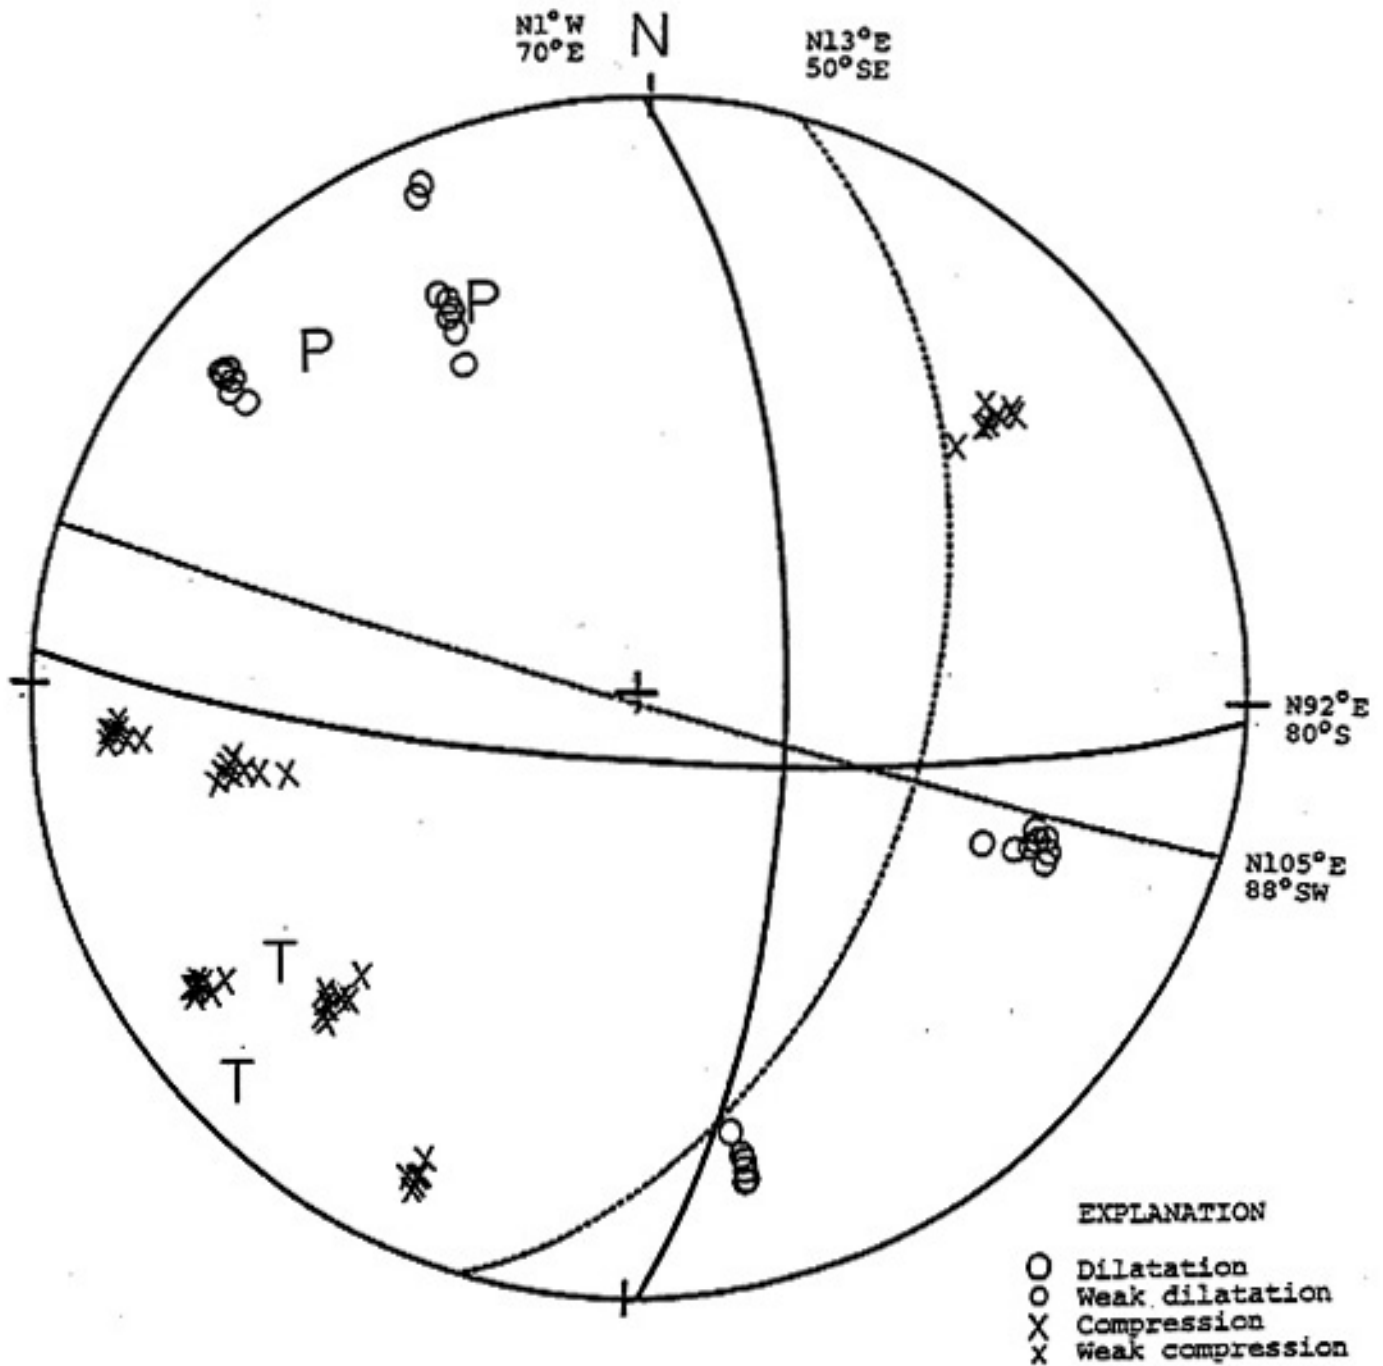 N1°W
70°E
N
N13°E
50°SE
P
P
N92°E
80°S
N105°E
88°SW
T
T
EXPLANATION
O Dilatation
O Weak dilatation
X Compression
x Weak compression